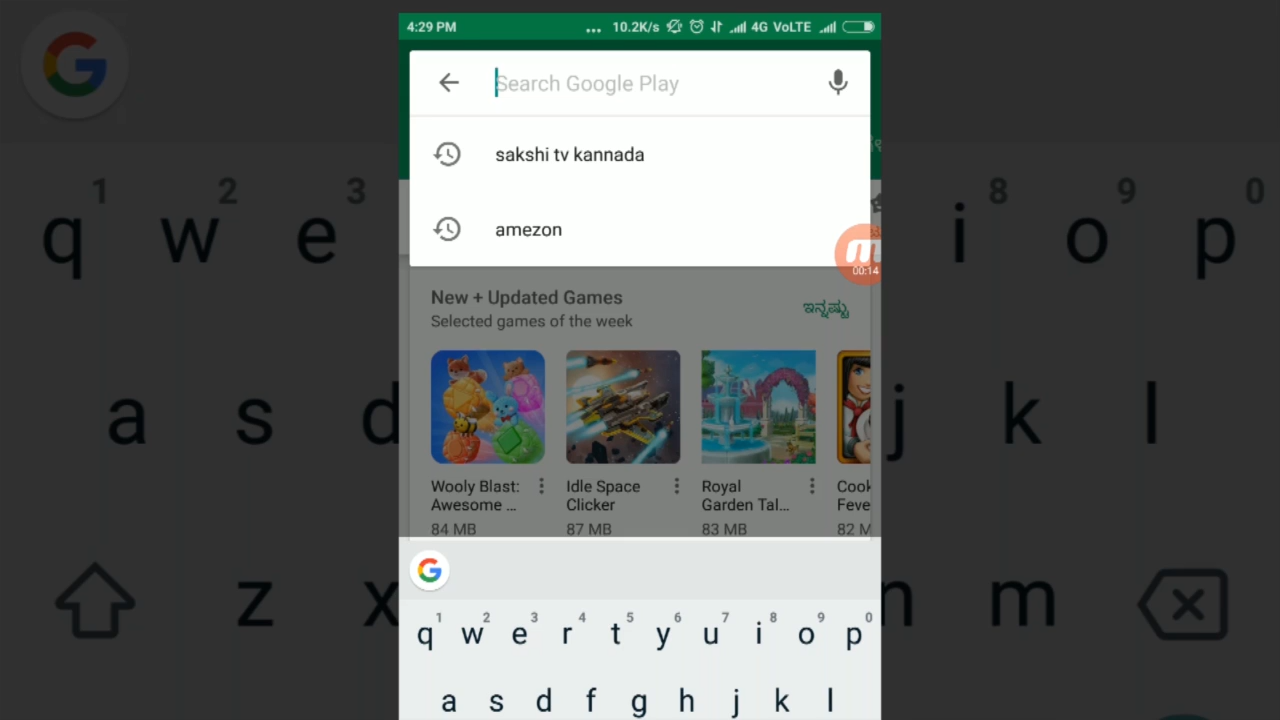 4:29 PM ... 10.2K/s 4G VoLTE
Search Google Play
sakshi tv kannada
amezon
00:14
New + Updated Games
ಇನ್ನಷ್ಟು
Selected games of the week
Wooly Blast: Idle Space Royal Cook
Awesome ... Clicker Garden Tal... Feve
84 MB 87 MB 83 MB 82 M
1 2 3 4 5 6 7 8 9 0
q w e r t y u i o p
a s d f g h j k l
1 2 3 8 9 0
q w e i o p
a s d j k l
z x n m